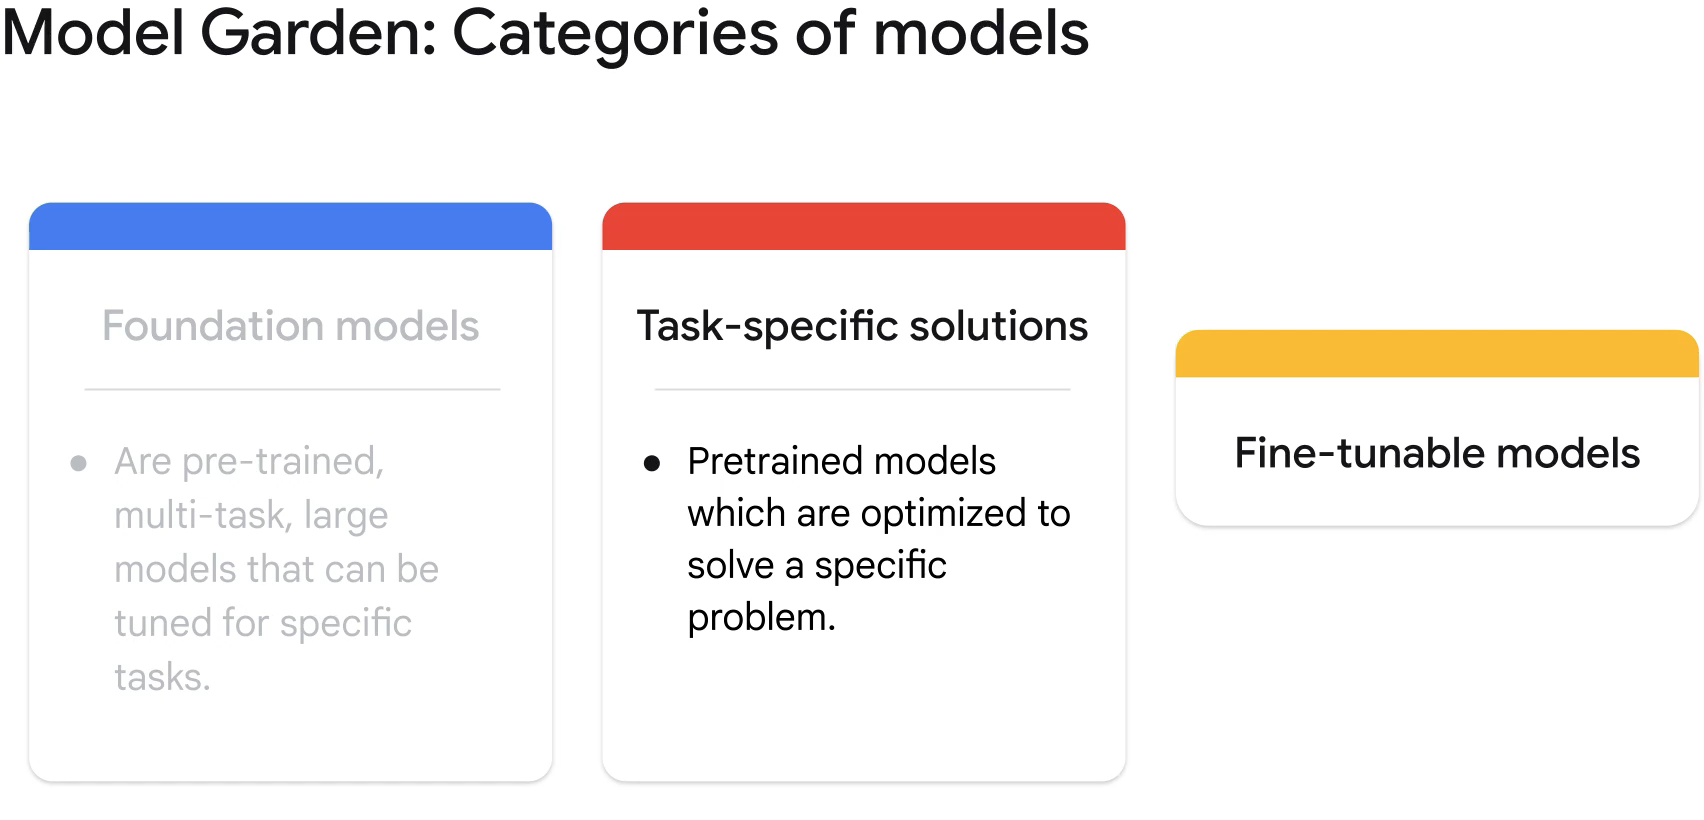 Model Garden: Categories of models
Foundation models
● Are pre-trained,
multi-task, large
models that can be
tuned for specific
tasks.
Task-specific solutions
● Pretrained models
which are optimized to
solve a specific
problem.
Fine-tunable models